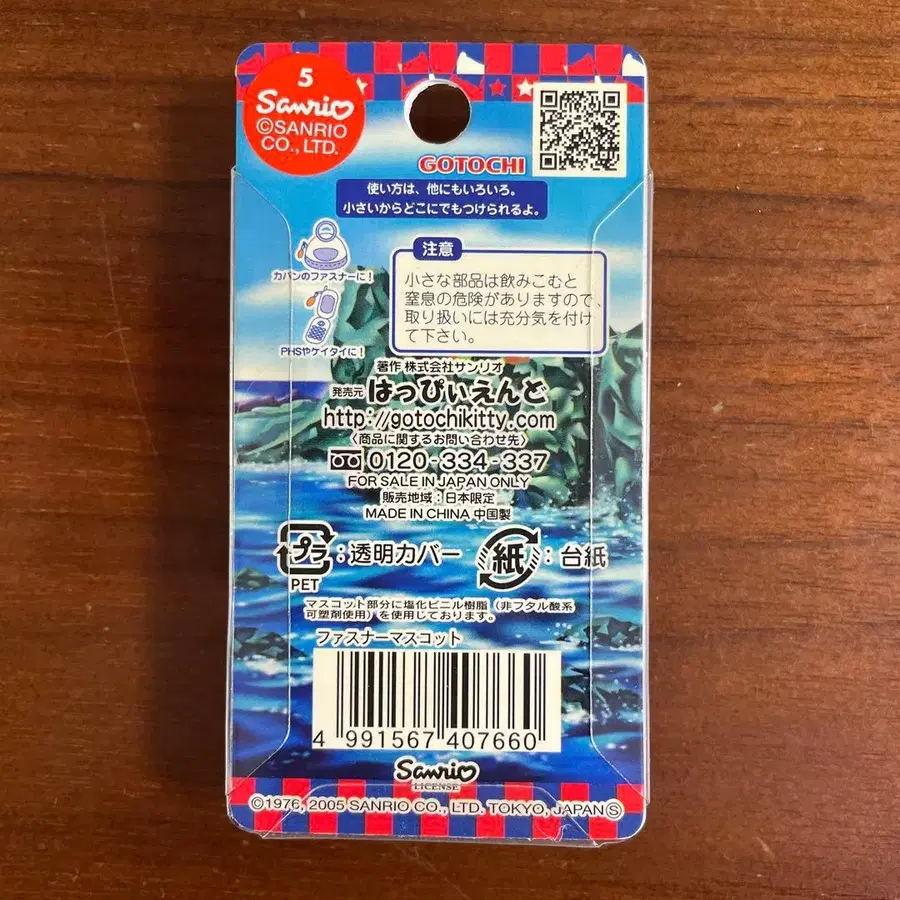 5
Sanrio
©SANRIO
CO., LTD.
GOTOCHI
使い方は、他にもいろいろ。
小さいからどこにでもつけられるよ。
カバンのファスナーに!
PHSやケイタイに!
注意
小さな部品は飲みこむと
窒息の危険がありますので、
取り扱いには充分気を付け
て下さい。
著作 株式会社サンリオ
発売元 はっぴぃえんど
http://gotochikitty.com
〈商品に関するお問い合わせ先〉
0120-334-337
FOR SALE IN JAPAN ONLY
販売地域：日本限定
MADE IN CHINA 中国製
プラ：透明カバー
PET
紙：台紙
マスコット部分に塩化ビニル樹脂（非フタル酸系
可塑剤使用）を使用しております。
ファスナーマスコット
4 991567 407660
Sanrio
LICENSE
©1976, 2005 SANRIO CO., LTD. TOKYO, JAPAN Ⓢ